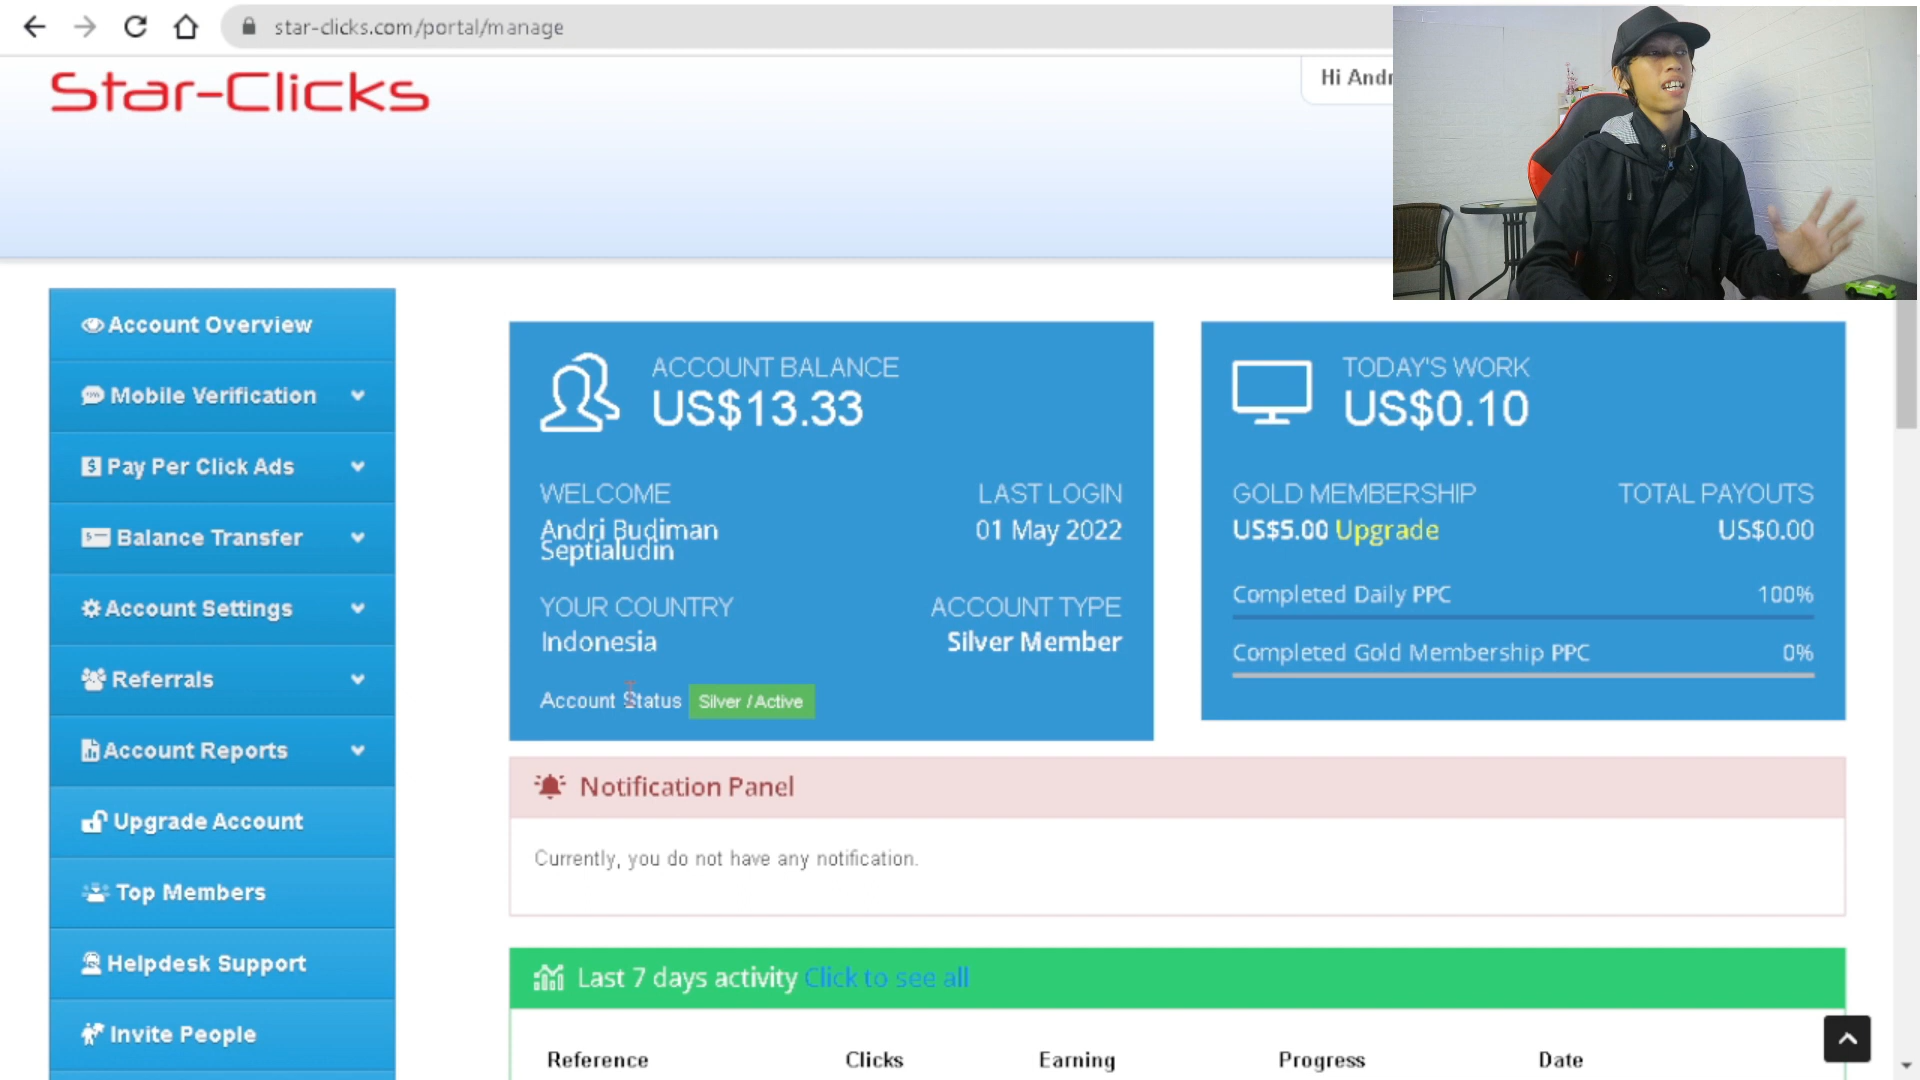 star-clicks.com/portal/manage
Star-Clicks
Hi Andr
Account Overview
Mobile Verification
Pay Per Click Ads
Balance Transfer
Account Settings
Referrals
Account Reports
Upgrade Account
Top Members
Helpdesk Support
Invite People
ACCOUNT BALANCE
US$13.33
WELCOME
Andri Budiman
Septialudin
LAST LOGIN
01 May 2022
YOUR COUNTRY
Indonesia
ACCOUNT TYPE
Silver Member
Account Status Silver / Active
TODAY'S WORK
US$0.10
GOLD MEMBERSHIP
US$5.00 Upgrade
TOTAL PAYOUTS
US$0.00
Completed Daily PPC 100%
Completed Gold Membership PPC 0%
Notification Panel
Currently, you do not have any notification.
Last 7 days activity Click to see all
Reference Clicks Earning Progress Date